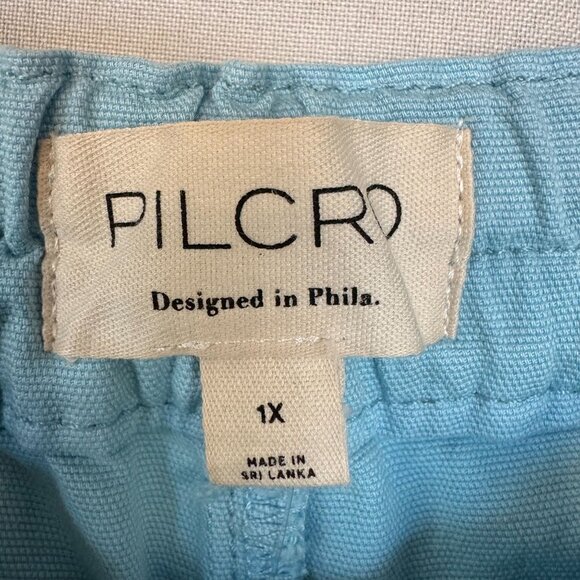 PILCRO
Designed in Phila.
1X
MADE IN
SRI LANKA